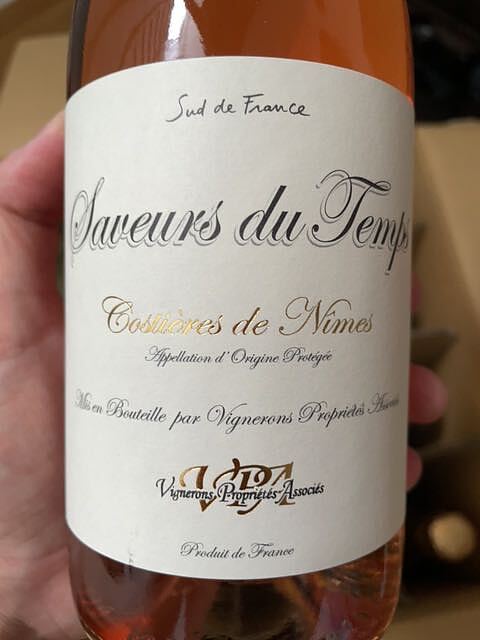 Sud de France
Saveurs du Temps
Costières de Nîmes
Appellation d'Origine Protégée
Mis en Bouteille par Vignerons Propriétés Associés
VPA
Vignerons Propriétés Associés
Produit de France